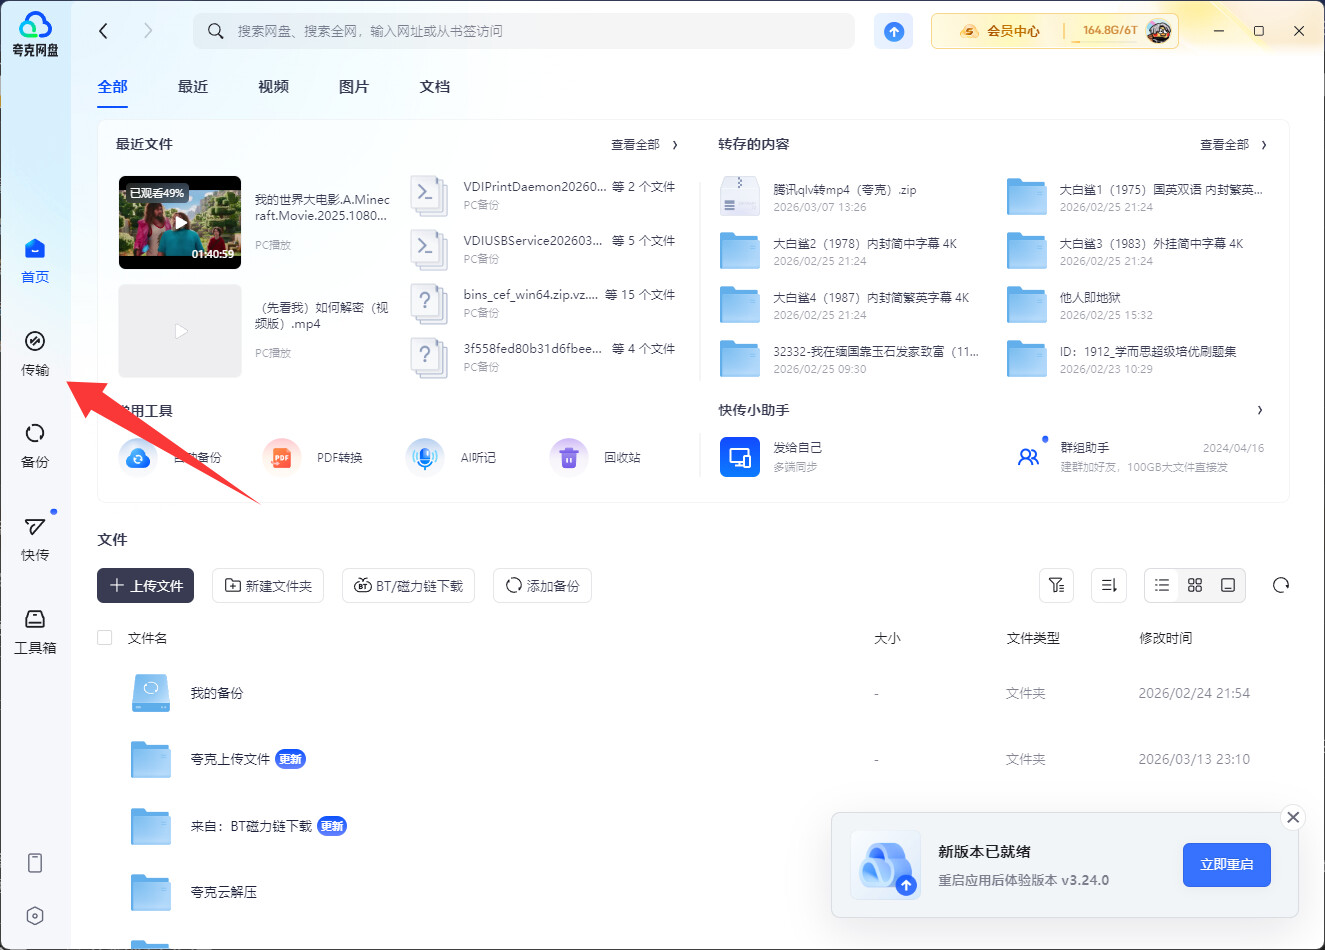 夸克网盘
搜索网盘、搜索全网，输入网址或从书签访问
会员中心
164.8G/6T
全部
最近
视频
图片
文档
首页
传输
备份
快传
工具箱
最近文件
查看全部
已观看49%
01:40:59
我的世界大电影.A.Minec
raft.Movie.2025.1080...
PC播放
（先看我）如何解密（视
频版）.mp4
PC播放
VDIPrintDaemon20260... 等 2 个文件
PC备份
VDIUSBService202603... 等 5 个文件
PC备份
bins_cef_win64.zip.vz.... 等 15 个文件
PC备份
3f558fed80b31d6fbee... 等 4 个文件
PC备份
转存的内容
查看全部
腾讯qlv转mp4（夸克）.zip
2026/03/07 13:26
大白鲨1（1975）国英双语 内封繁英...
2026/02/25 21:24
大白鲨2（1978）内封简中字幕 4K
2026/02/25 21:24
大白鲨3（1983）外挂简中字幕 4K
2026/02/25 21:24
大白鲨4（1987）内封简繁英字幕 4K
2026/02/25 21:24
他人即地狱
2026/02/25 15:32
32332-我在缅国靠玉石发家致富（11...
2026/02/25 09:30
ID：1912_学而思超级培优刷题集
2026/02/23 10:29
用工具
备份
PDF
PDF转换
AI听记
回收站
快传小助手
发给自己
多端同步
群组助手
2024/04/16
建群加好友，100GB大文件直接发
文件
上传文件
新建文件夹
BT
BT/磁力链下载
添加备份
文件名
大小
文件类型
修改时间
我的备份
-
文件夹
2026/02/24 21:54
夸克上传文件 更新
-
文件夹
2026/03/13 23:10
来自：BT磁力链下载 更新
夸克云解压
新版本已就绪
重启应用后体验版本 v3.24.0
立即重启